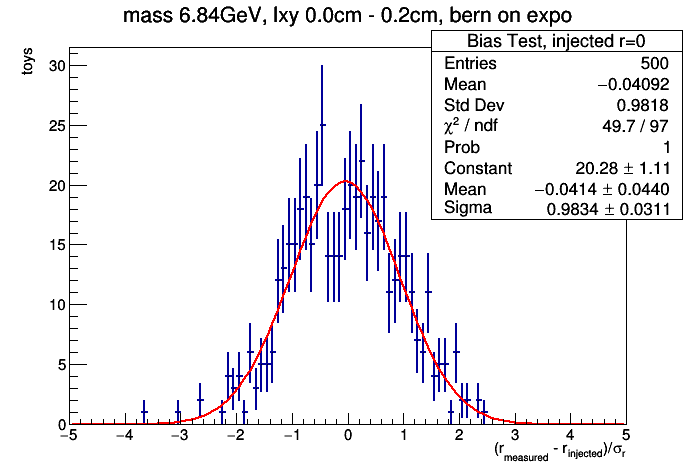 mass 6.84GeV, lxy 0.0cm - 0.2cm, bern on expo
Bias Test, injected r=0
Entries 500
Mean −0.04092
Std Dev 0.9818
χ² / ndf 49.7 / 97
Prob 1
Constant 20.28 ± 1.11
Mean −0.0414 ± 0.0440
Sigma 0.9834 ± 0.0311
toys
30
25
20
15
10
5
0
−5 −4 −3 −2 −1 0 1 2 3 4 5
(r_measured - r_injected)/σ_r